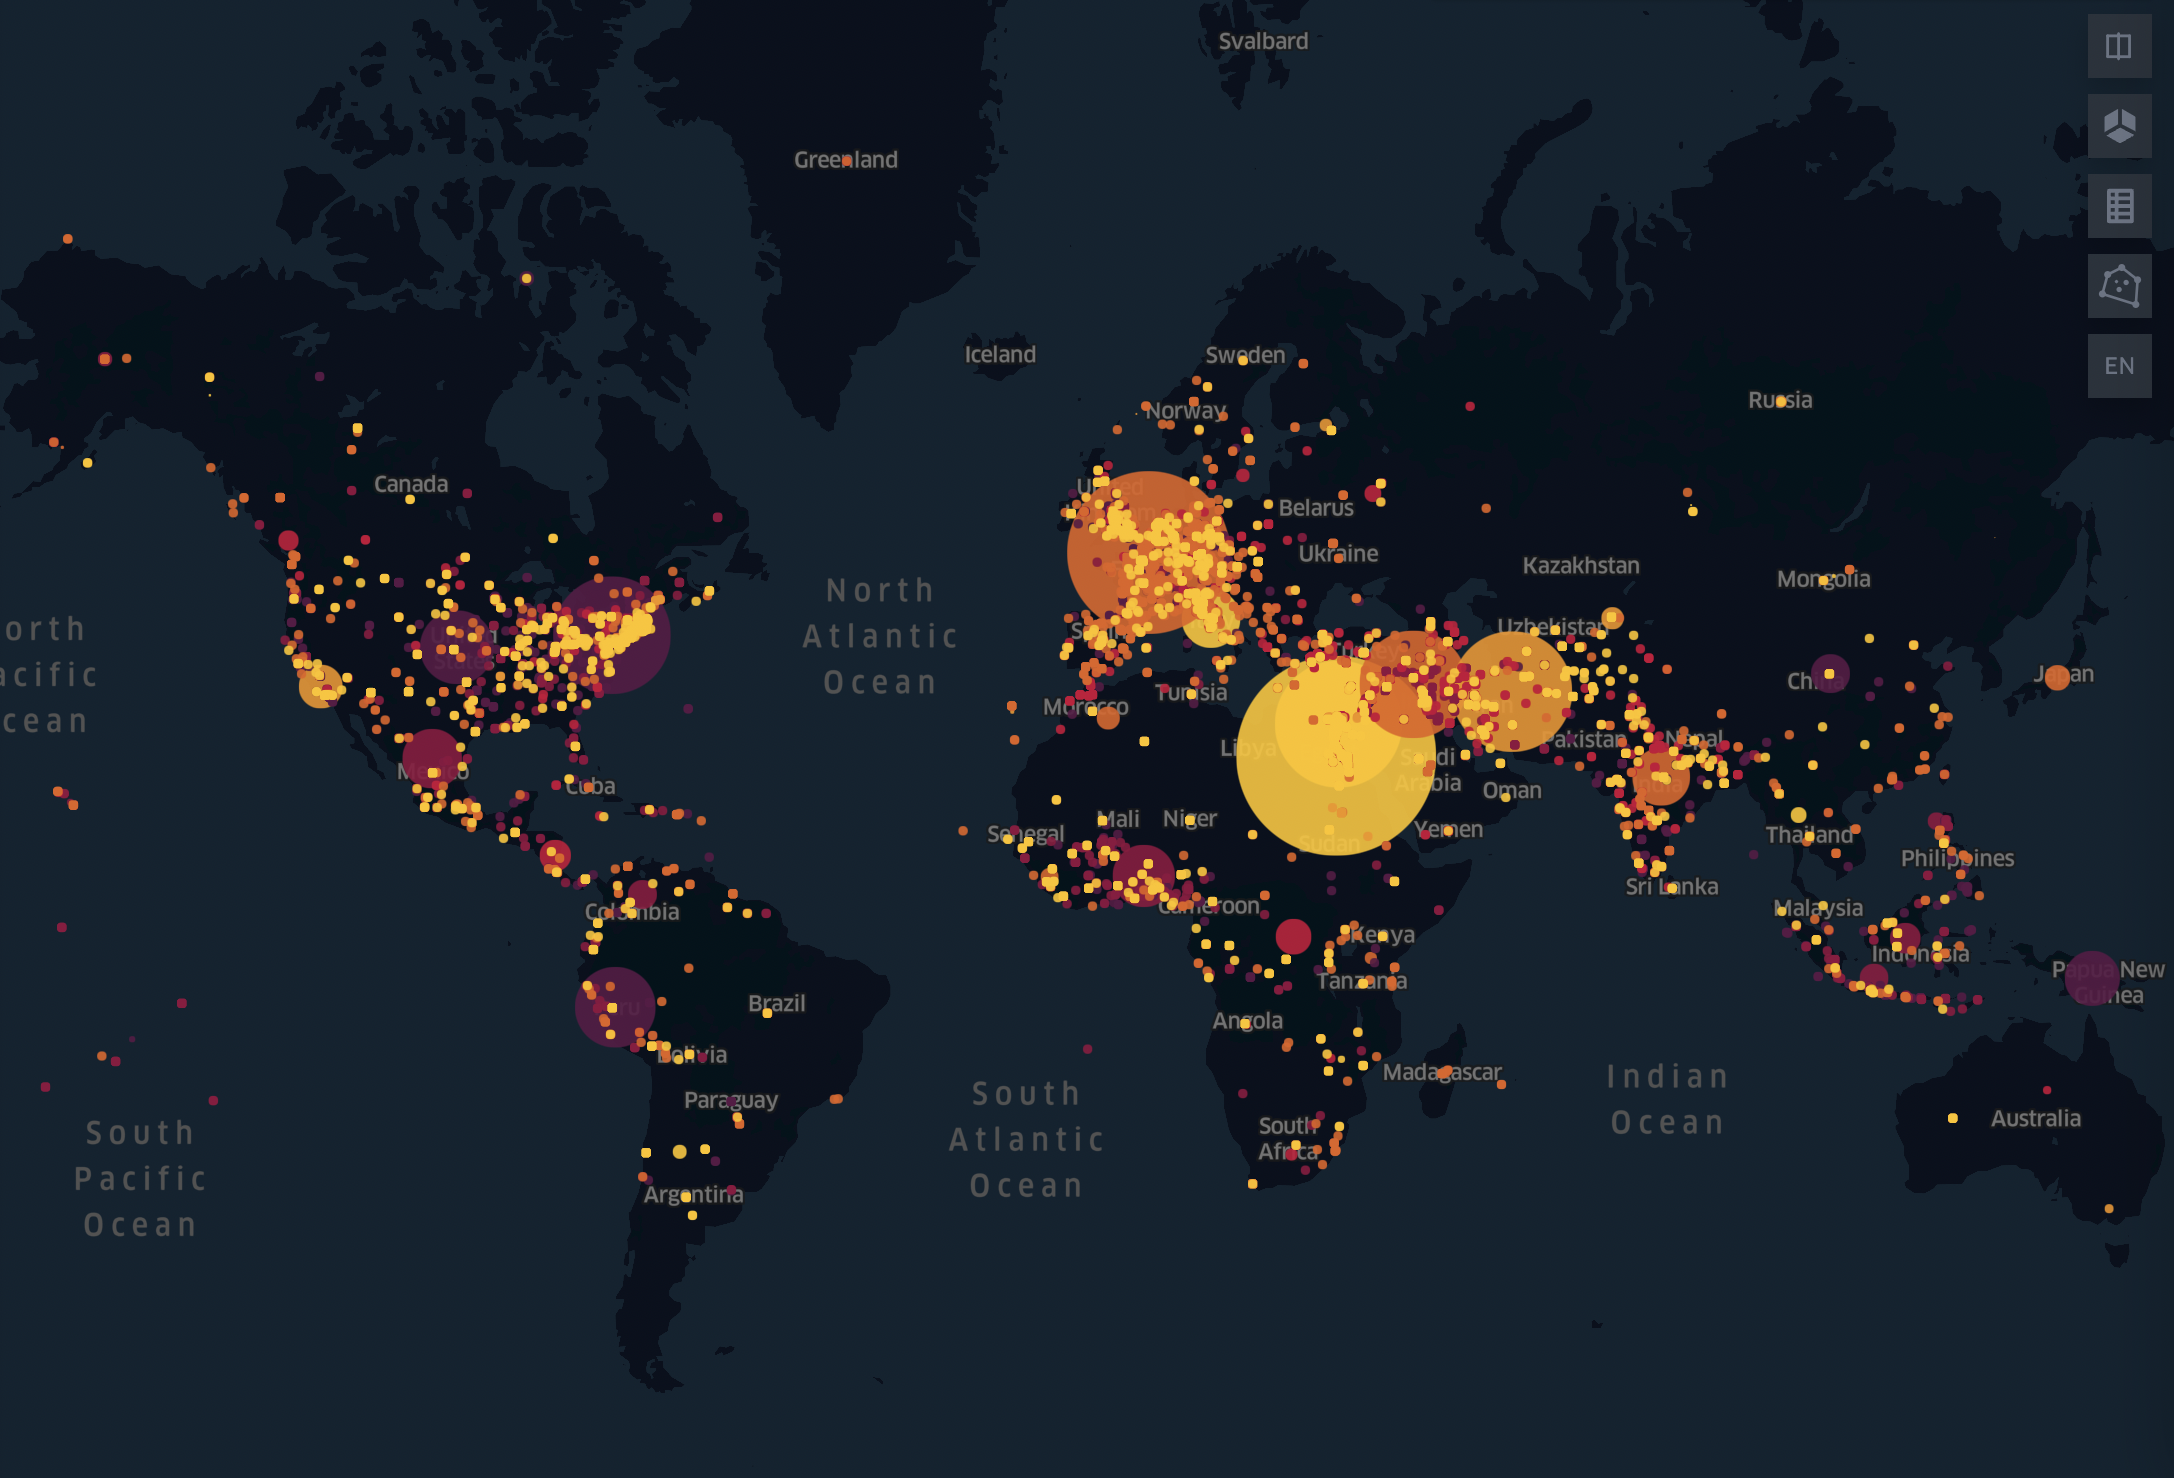 Svalbard
Greenland
Iceland
Sweden
Norway
Russia
EN
Canada
Belarus
Ukraine
Kazakhstan
Mongolia
North
Atlantic
Ocean
orth
acific
cean
Uzbekistan
China
Japan
Tunisia
Morocco
Libya
Pakistan
Nepal
Saudi
Arabia
Oman
Mexico
Cuba
Mali
Niger
Senegal
Yemen
Sudan
Thailand
Philippines
Sri Lanka
India
Colombia
Cameroon
Malaysia
Kenya
Indonesia
Papua New
Guinea
Tanzania
Brazil
Angola
Bolivia
Madagascar
Paraguay
South
Atlantic
Ocean
Indian
Ocean
South
Africa
Australia
South
Pacific
Ocean
Argentina